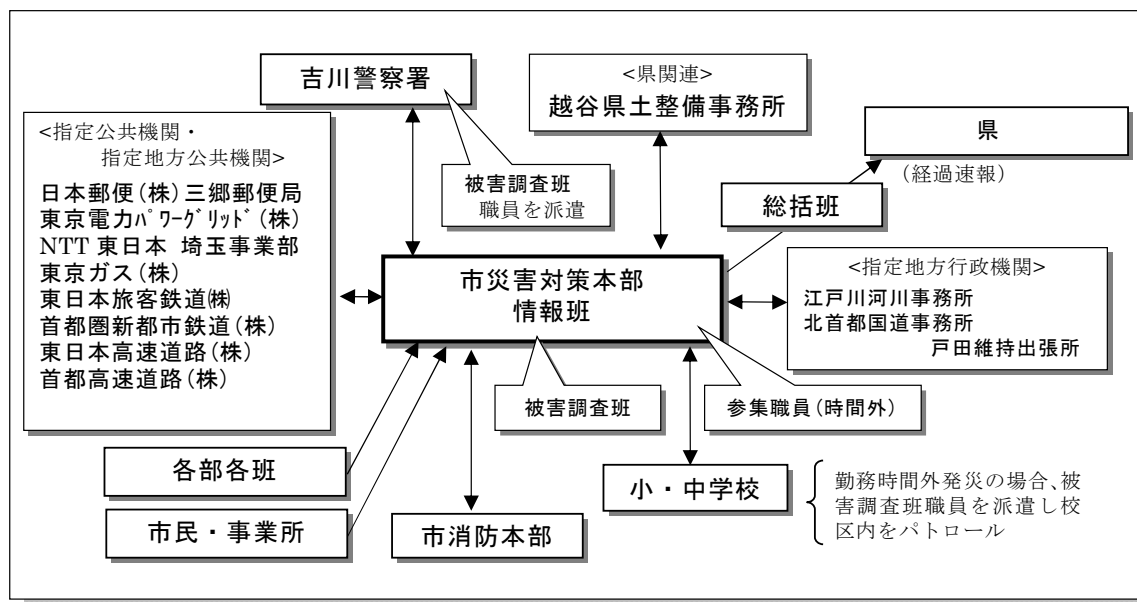 吉川警察署
<県関連>
越谷県土整備事務所
県
(経過速報)
<指定公共機関・
指定地方公共機関>
日本郵便(株)三郷郵便局
東京電力ﾊﾟﾜｰｸﾞﾘｯﾄﾞ(株)
NTT東日本 埼玉事業部
東京ガス(株)
東日本旅客鉄道㈱
首都圏新都市鉄道(株)
東日本高速道路(株)
首都高速道路(株)
被害調査班
職員を派遣
総括班
市災害対策本部
情報班
<指定地方行政機関>
江戸川河川事務所
北首都国道事務所
戸田維持出張所
被害調査班
参集職員(時間外)
各部各班
市民・事業所
市消防本部
小・中学校
勤務時間外発災の場合、被
害調査班職員を派遣し校
区内をパトロール